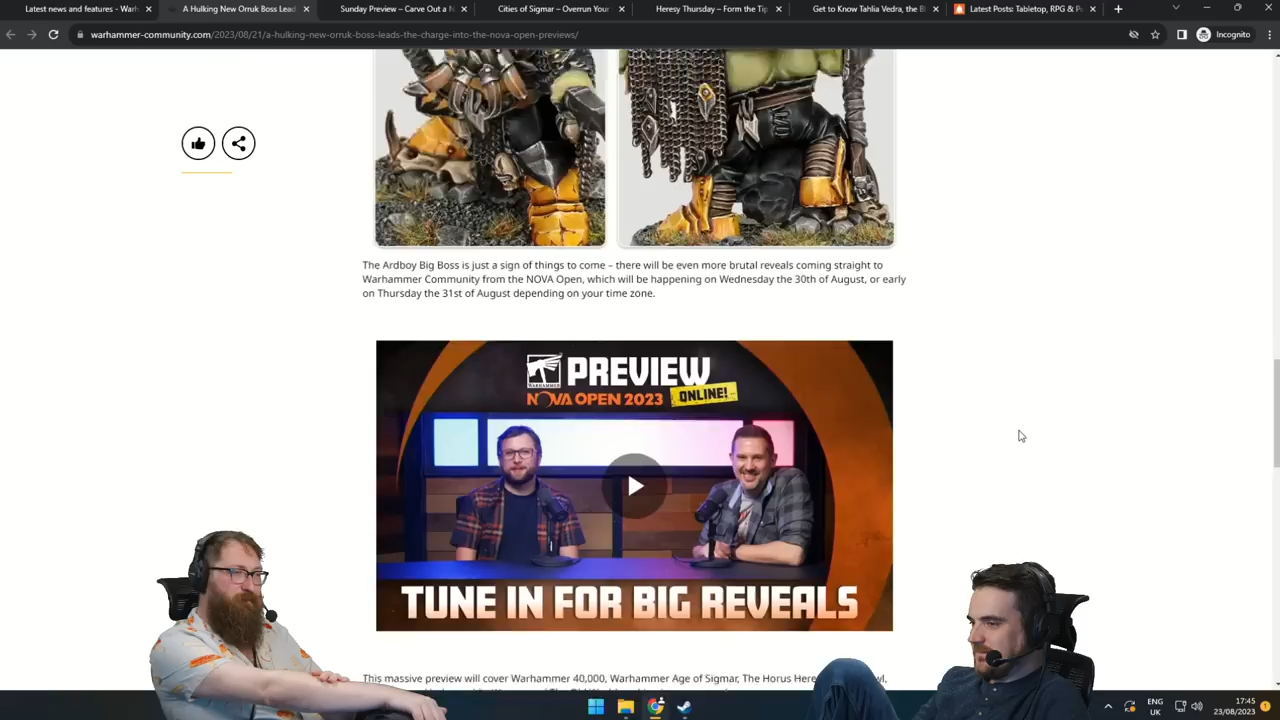 Latest news and features - Warh
A Hulking New Orruk Boss Lead
Sunday Preview – Carve Out a N
Cities of Sigmar – Overrun Your
Heresy Thursday – Form the Tip
Get to Know Tahlia Vedra, the Bl
Latest Posts: Tabletop, RPG & P
warhammer-community.com/2023/08/21/a-hulking-new-orruk-boss-leads-the-charge-into-the-nova-open-previews/
Incognito
The Ardboy Big Boss is just a sign of things to come – there will be even more brutal reveals coming straight to
Warhammer Community from the NOVA Open, which will be happening on Wednesday the 30th of August, or early
on Thursday the 31st of August depending on your time zone.
WARHAMMER
PREVIEW
NOVA OPEN 2023
ONLINE!
TUNE IN FOR BIG REVEALS
This massive preview will cover Warhammer 40,000, Warhammer Age of Sigmar, The Horus Here
wl,
ENG
UK
17:45
23/08/2023